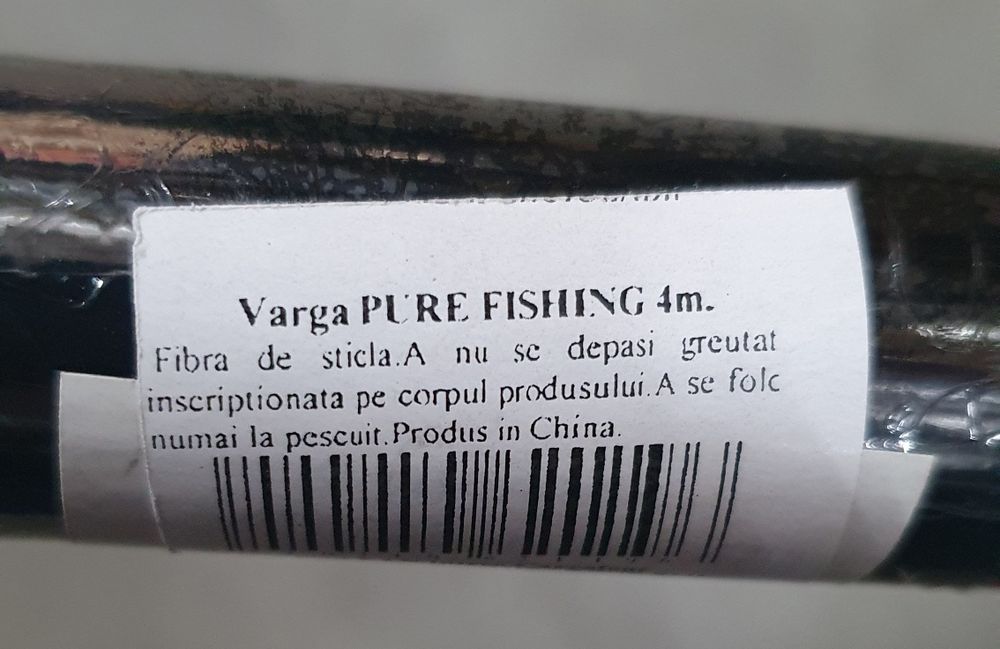 Varga PURE FISHING 4m.
Fibra de sticla.A nu se depasi greutat
inscriptionata pe corpul produsului.A se folc
numai la pescuit.Produs in China.